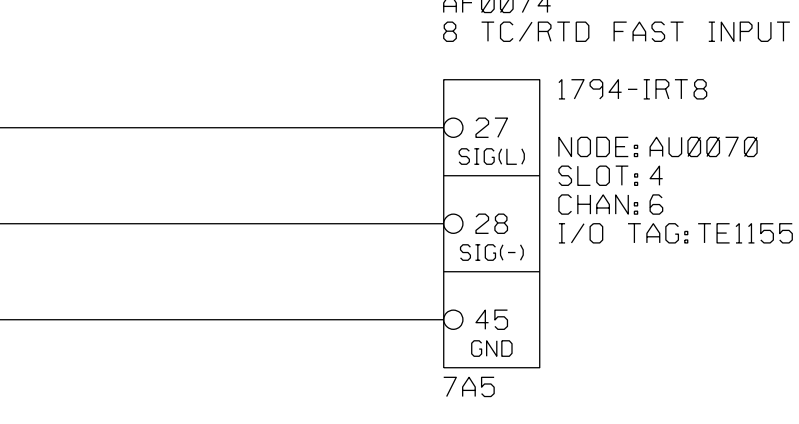 AF0074
8 TC/RTD FAST INPUT
1794-IRT8
27
SIG(L)
NODE:AU0070
SLOT:4
CHAN:6
I/O TAG:TE1155
28
SIG(-)
45
GND
7A5